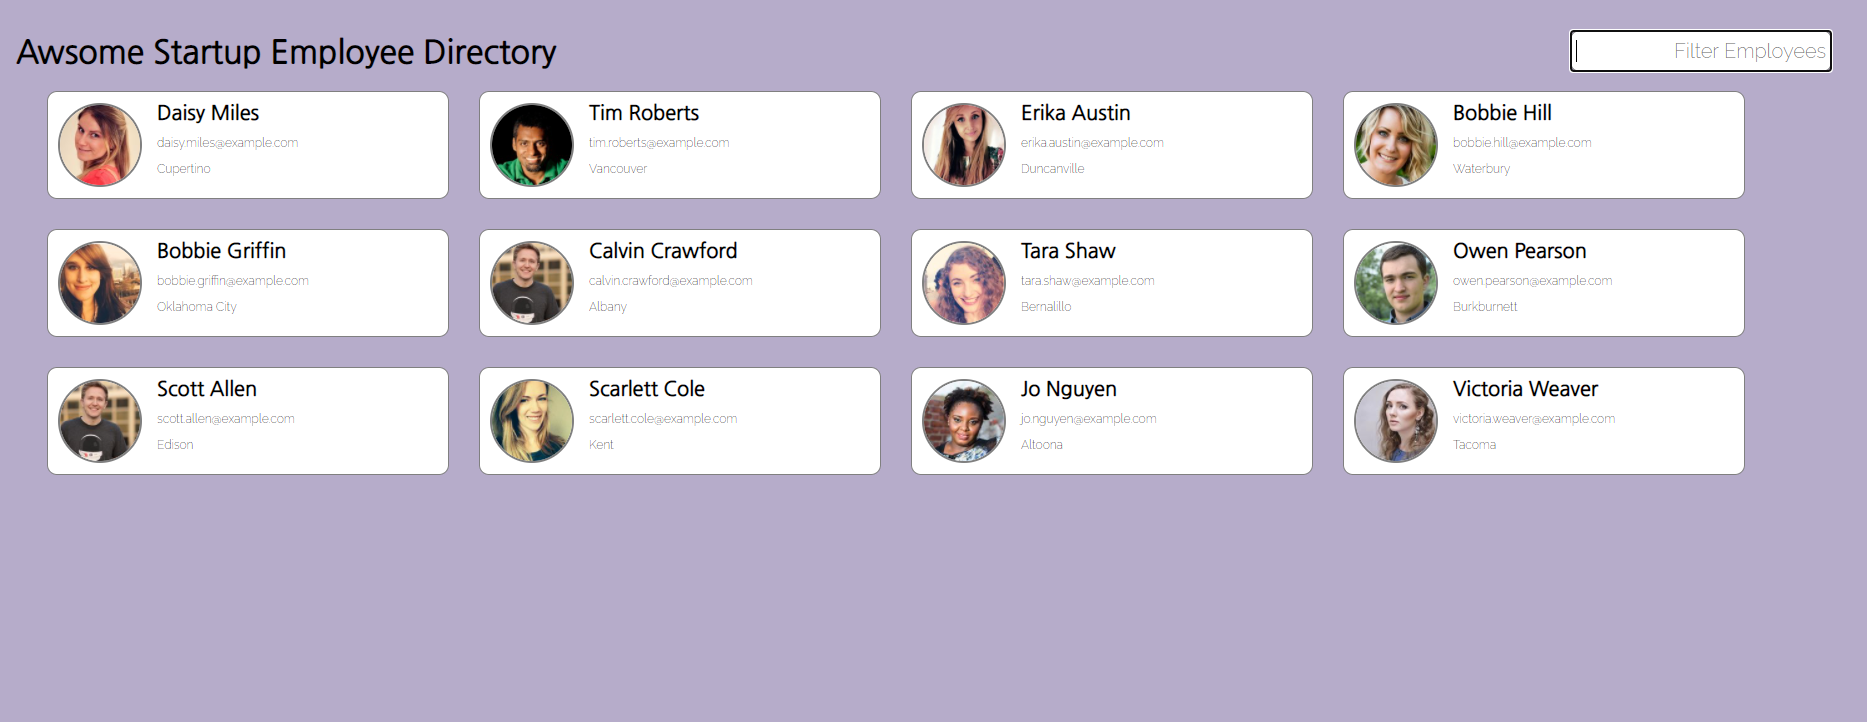 Awsome Startup Employee Directory
Filter Employees
Daisy Miles
daisy.miles@example.com
Cupertino
Tim Roberts
tim.roberts@example.com
Vancouver
Erika Austin
erika.austin@example.com
Duncanville
Bobbie Hill
bobbie.hill@example.com
Waterbury
Bobbie Griffin
bobbie.griffin@example.com
Oklahoma City
Calvin Crawford
calvin.crawford@example.com
Albany
Tara Shaw
tara.shaw@example.com
Bernalillo
Owen Pearson
owen.pearson@example.com
Burkburnett
Scott Allen
scott.allen@example.com
Edison
Scarlett Cole
scarlett.cole@example.com
Kent
Jo Nguyen
jo.nguyen@example.com
Altoona
Victoria Weaver
victoria.weaver@example.com
Tacoma